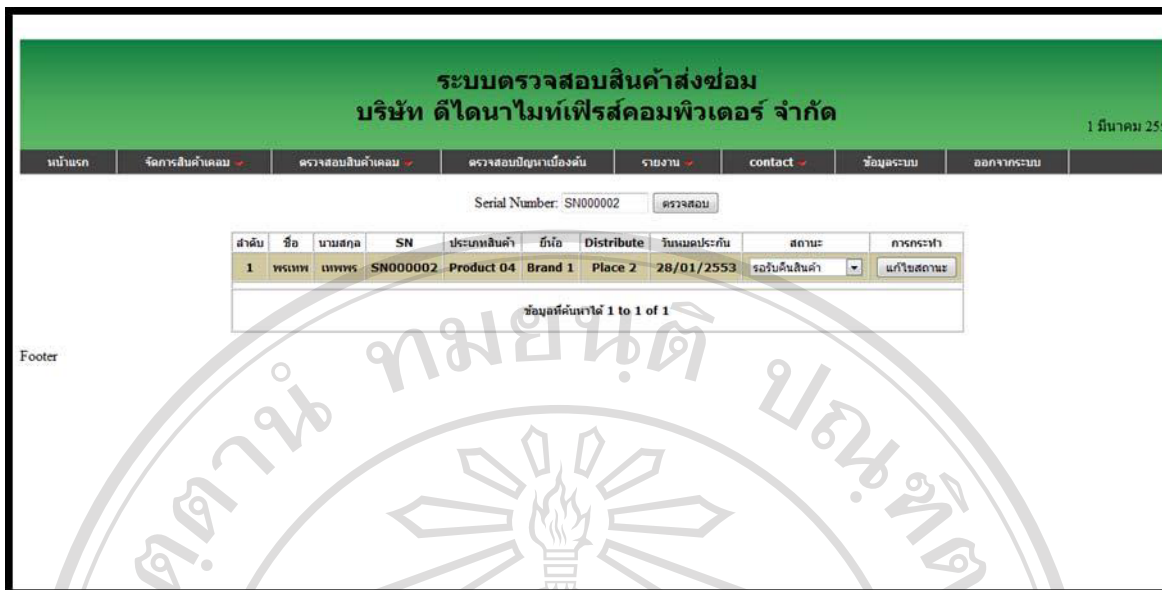 ระบบตรวจสอบสินค้าส่งซ่อม
บริษัท ดีไดนาไมท์เฟิรส์คอมพิวเตอร์ จำกัด
1 มีนาคม
หน้าแรก จัดการสินค้าเคลม ตรวจสอบสินค้าเคลม ตรวจสอบปัญหาเบื้องต้น รายงาน contact ข้อมูลระบบ ออกจากระบบ
Serial Number: SN000002 ตรวจสอบ
ลำดับ ชื่อ นามสกุล SN ประเภทสินค้า ยี่ห้อ Distribute วันหมดประกัน สถานะ การกระทำ
1 พรเทพ เทพพร SN000002 Product 04 Brand 1 Place 2 28/01/2553 รอรับคืนสินค้า แก้ไขสถานะ
ข้อมูลที่ค้นหาได้ 1 to 1 of 1
Footer